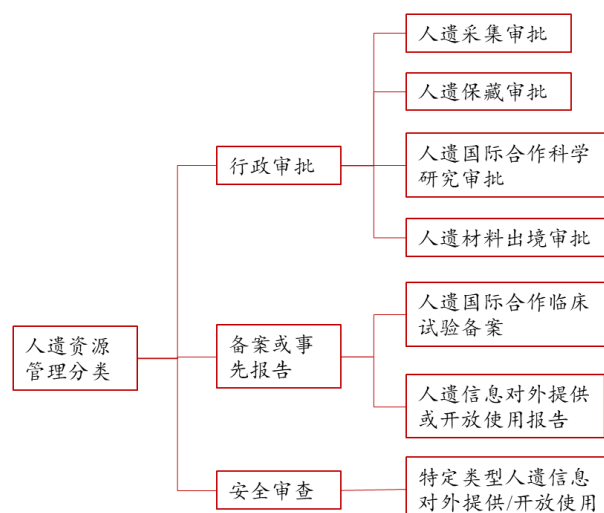 人遗采集审批
人遗保藏审批
行政审批
人遗国际合作科学
研究审批
人遗材料出境审批
人遗资源
管理分类
备案或事
先报告
人遗国际合作临床
试验备案
人遗信息对外提供
或开放使用报告
安全审查
特定类型人遗信息
对外提供/开放使用